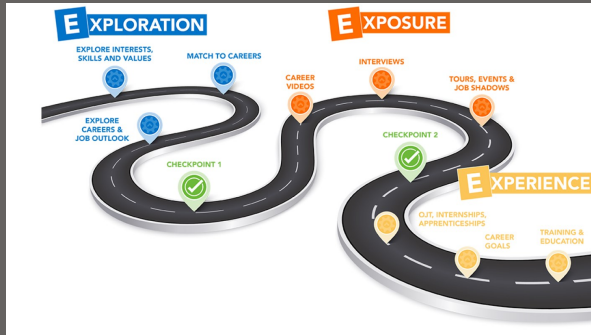 EXPLORATION
EXPLORE INTERESTS,
SKILLS AND VALUES
MATCH TO CAREERS
EXPLORE
CAREERS &
JOB OUTLOOK
CHECKPOINT 1
EXPOSURE
CAREER
VIDEOS
INTERVIEWS
TOURS, EVENTS &
JOB SHADOWS
CHECKPOINT 2
EXPERIENCE
OJT, INTERNSHIPS,
APPRENTICESHIPS
CAREER
GOALS
TRAINING &
EDUCATION